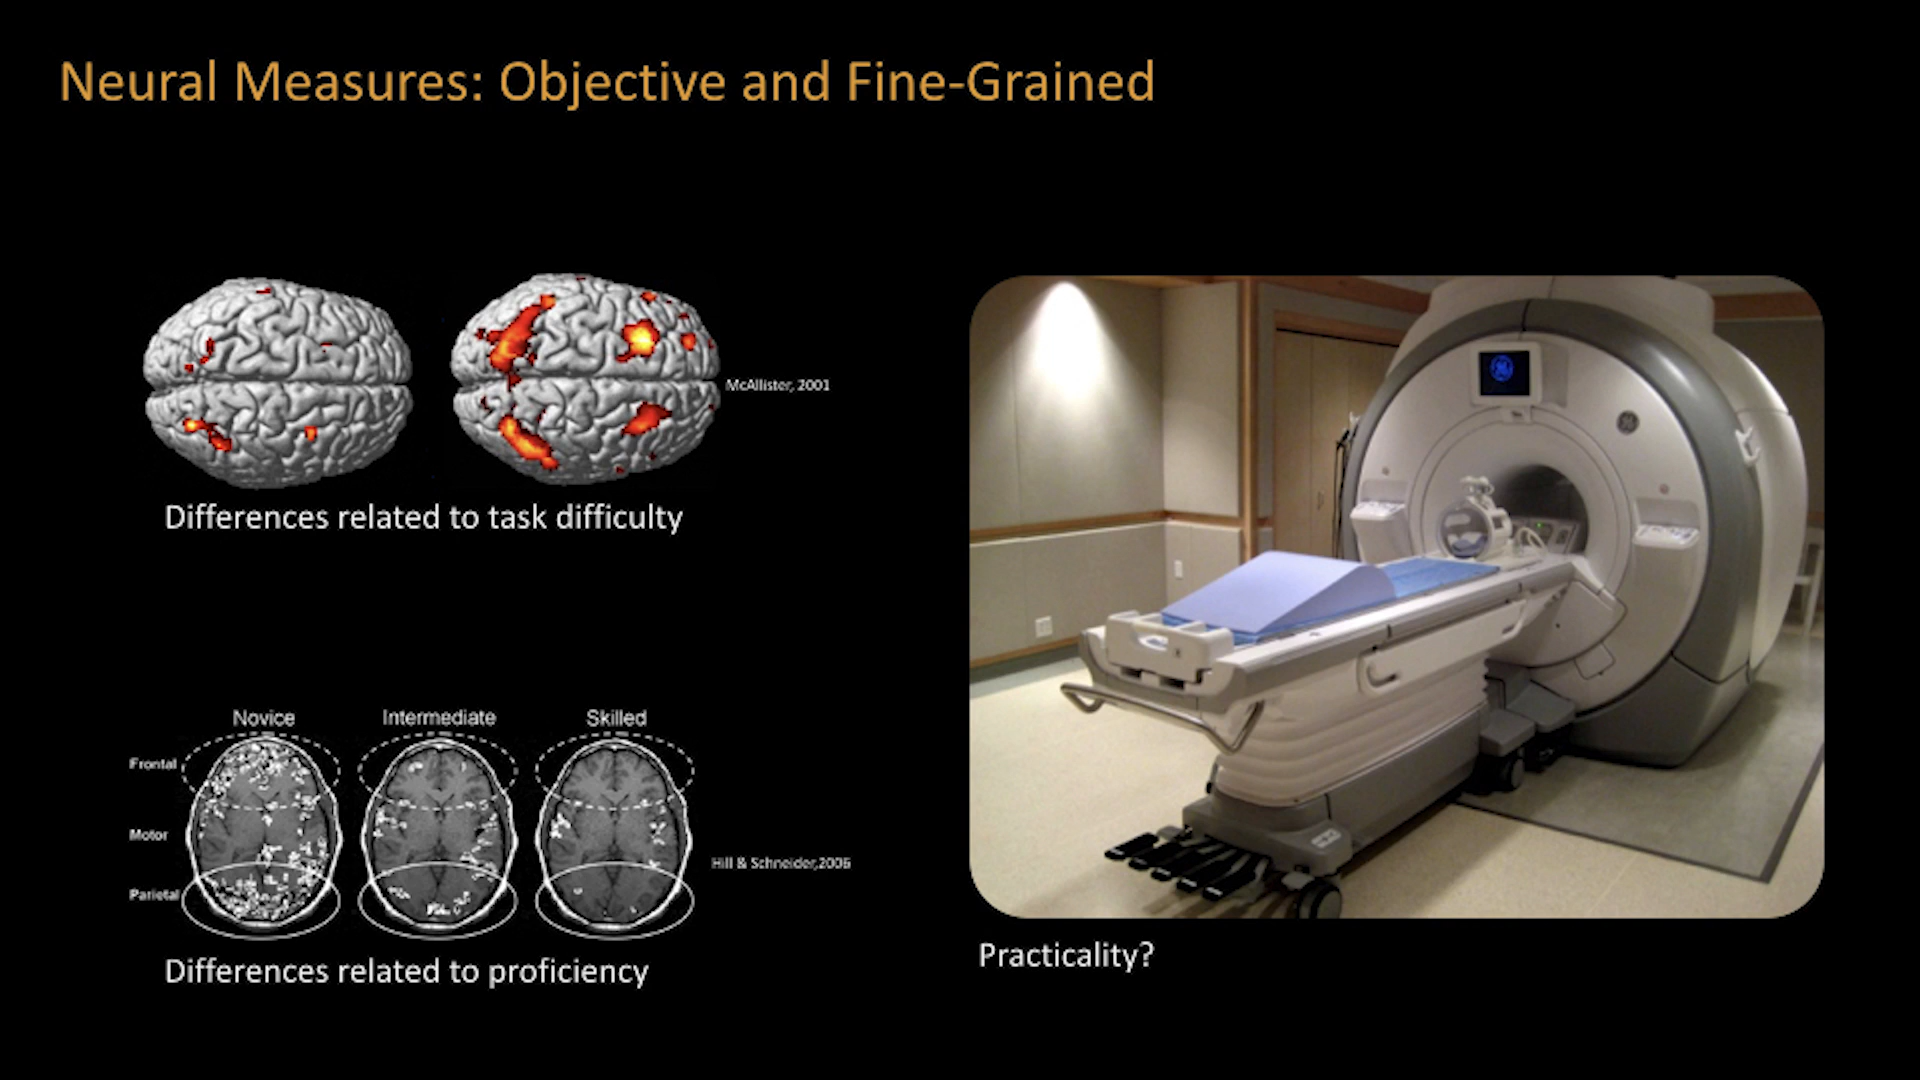 Neural Measures: Objective and Fine-Grained
McAllister, 2001
Differences related to task difficulty
Novice Intermediate Skilled
Frontal
Motor
Parietal
Hill & Schneider,2006
Differences related to proficiency
Practicality?